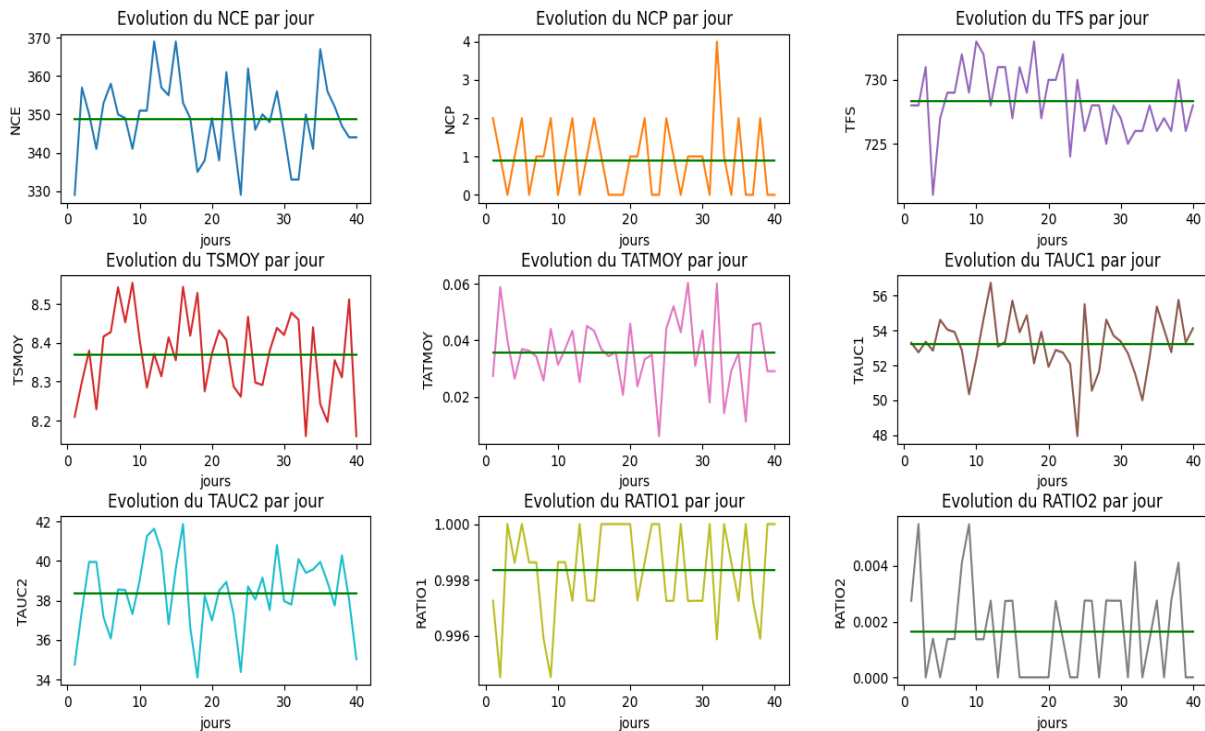 Evolution du NCE par jour
370
360
350
340
330
NCE
0 10 20 30 40
jours
Evolution du NCP par jour
4
3
2
1
0
NCP
0 10 20 30 40
jours
Evolution du TFS par jour
730
725
TFS
0 10 20 30 40
jours
Evolution du TSMOY par jour
8.5
8.4
8.3
8.2
TSMOY
0 10 20 30 40
jours
Evolution du TATMOY par jour
0.06
0.04
0.02
TATMOY
0 10 20 30 40
jours
Evolution du TAUC1 par jour
56
54
52
50
48
TAUC1
0 10 20 30 40
jours
Evolution du TAUC2 par jour
42
40
38
36
34
TAUC2
0 10 20 30 40
jours
Evolution du RATIO1 par jour
1.000
0.998
0.996
RATIO1
0 10 20 30 40
jours
Evolution du RATIO2 par jour
0.004
0.002
0.000
RATIO2
0 10 20 30 40
jours